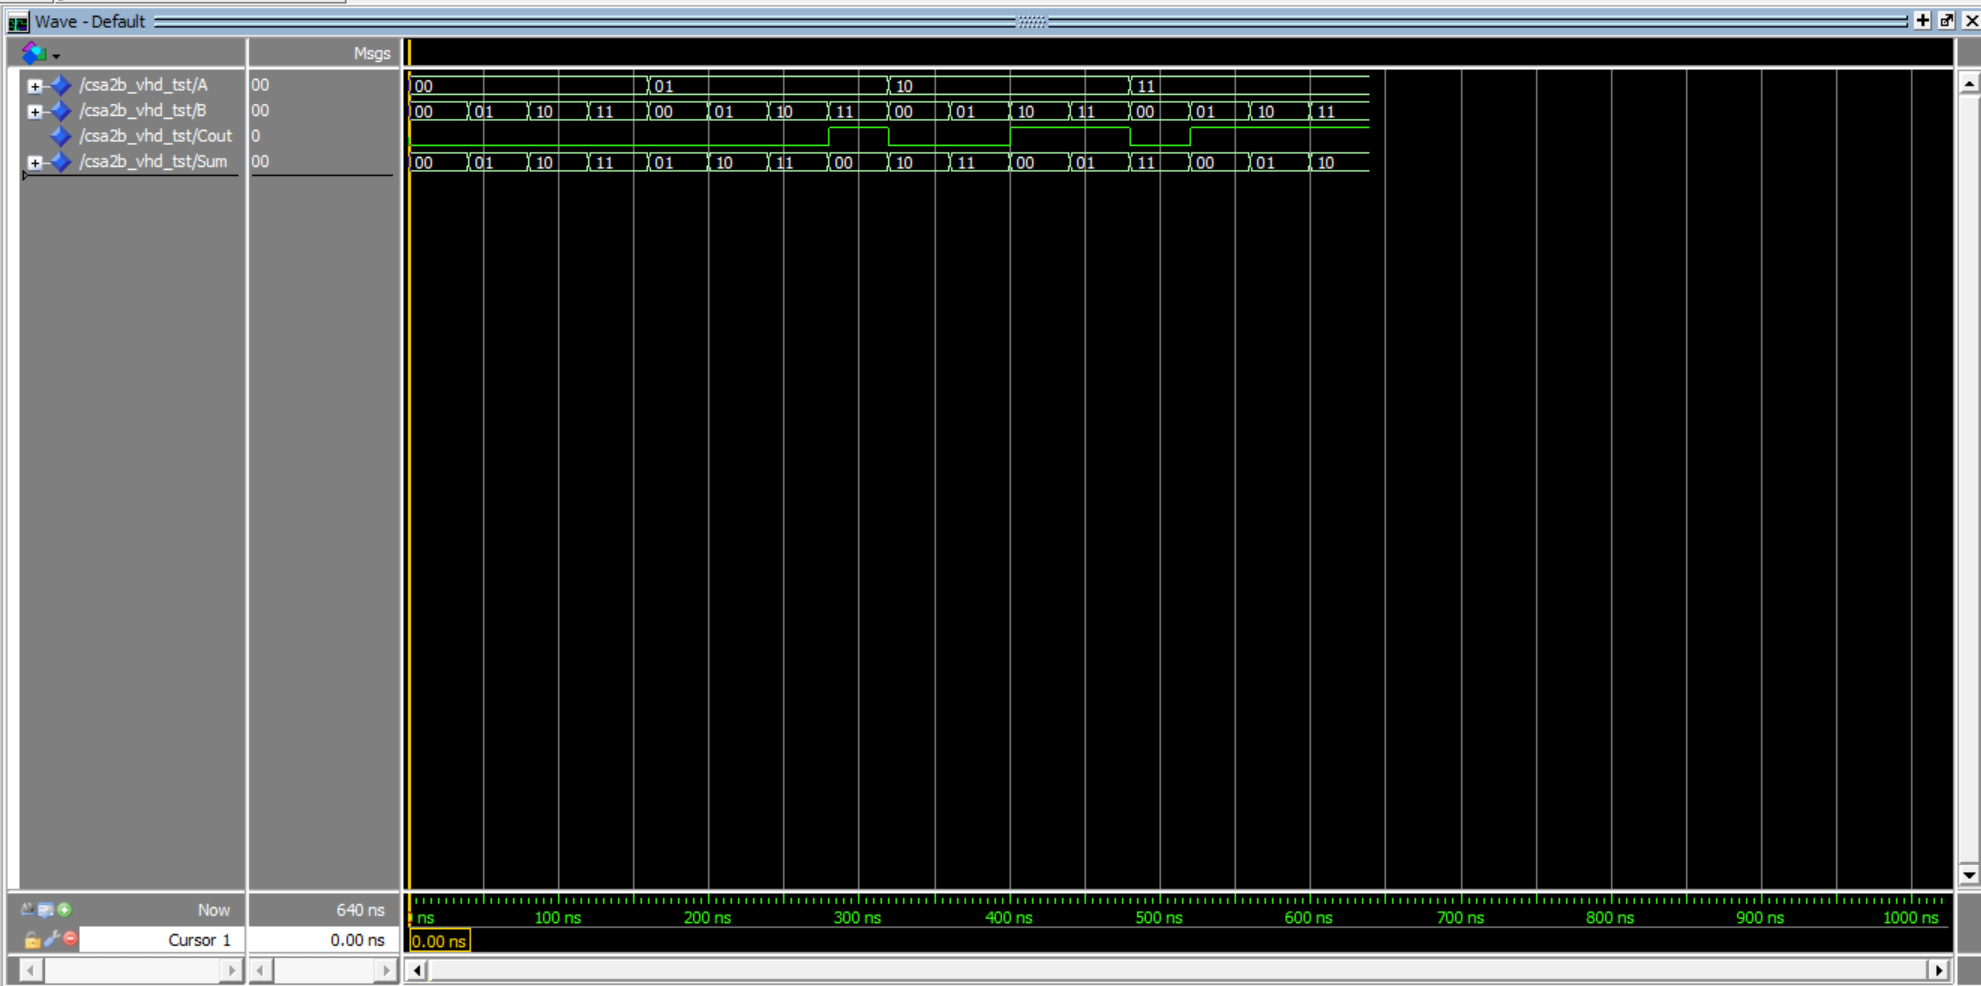 Wave - Default
Msgs
/csa2b_vhd_tst/A 00 00 01 10 11
/csa2b_vhd_tst/B 00 00 01 10 11 00 01 10 11 00 01 10 11 00 01 10 11
/csa2b_vhd_tst/Cout 0
/csa2b_vhd_tst/Sum 00 00 01 10 11 01 10 11 00 10 11 00 01 11 00 01 10
Now 640 ns ns 100 ns 200 ns 300 ns 400 ns 500 ns 600 ns 700 ns 800 ns 900 ns 1000 ns
Cursor 1 0.00 ns 0.00 ns